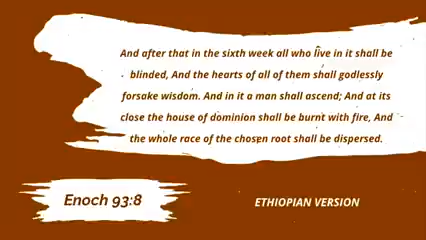 And after that in the sixth week all who live in it shall be
blinded, And the hearts of all of them shall godlessly
forsake wisdom. And in it a man shall ascend; And at its
close the house of dominion shall be burnt with fire, And
the whole race of the chosen root shall be dispersed.
Enoch 93:8
ETHIOPIAN VERSION